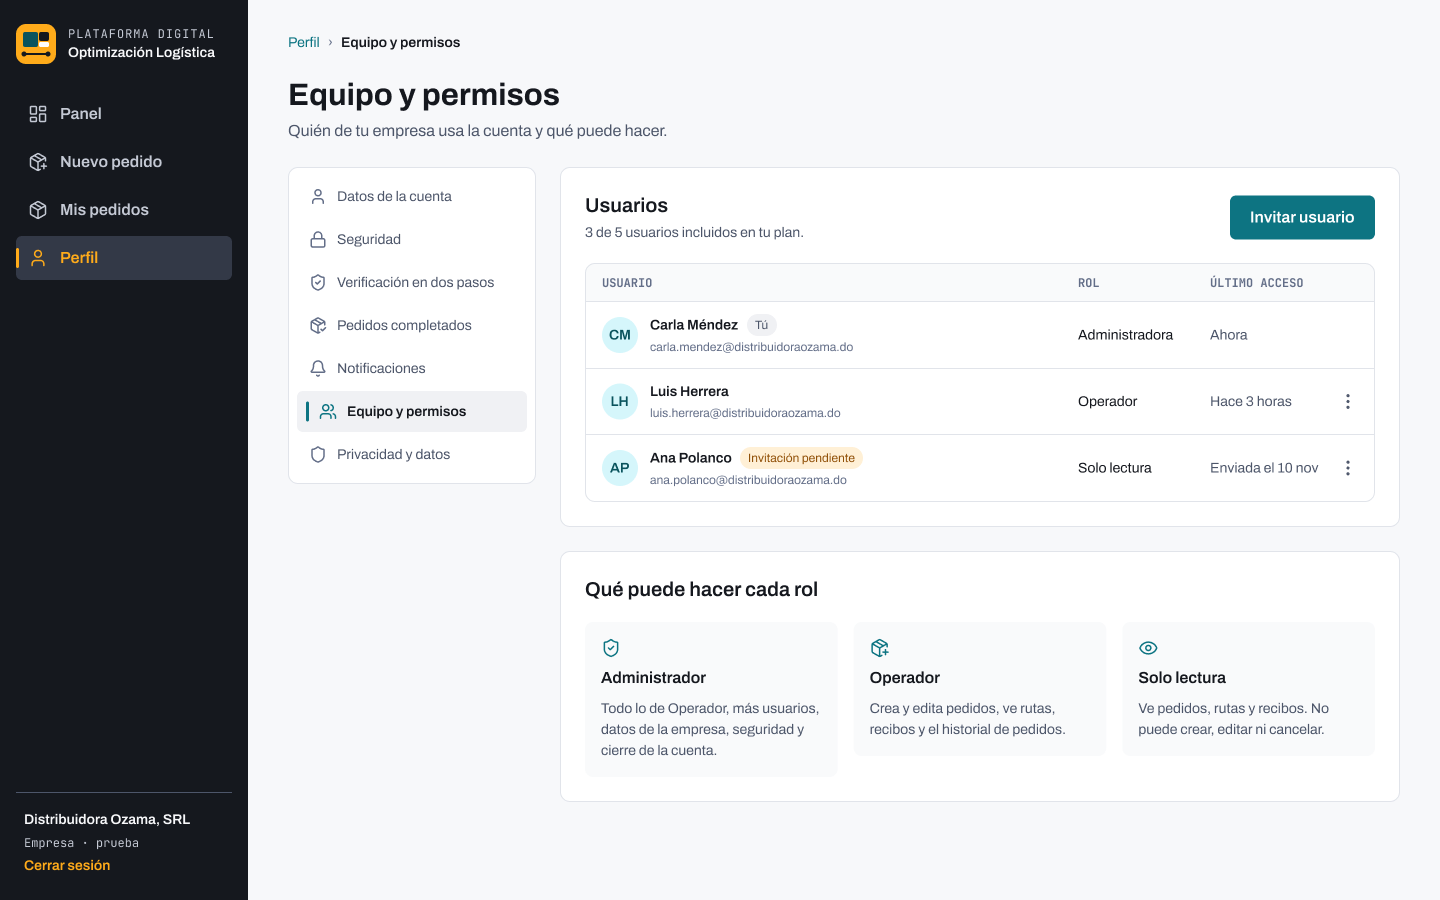 PLATAFORMA DIGITAL
Optimización Logística
Panel
Nuevo pedido
Mis pedidos
Perfil
Distribuidora Ozama, SRL
Empresa · prueba
Cerrar sesión
Perfil › Equipo y permisos
Equipo y permisos
Quién de tu empresa usa la cuenta y qué puede hacer.
Datos de la cuenta
Seguridad
Verificación en dos pasos
Pedidos completados
Notificaciones
Equipo y permisos
Privacidad y datos
Usuarios
3 de 5 usuarios incluidos en tu plan.
Invitar usuario
USUARIO ROL ÚLTIMO ACCESO
CM Carla Méndez Tú
carla.mendez@distribuidoraozama.do
Administradora Ahora
LH Luis Herrera
luis.herrera@distribuidoraozama.do
Operador Hace 3 horas
AP Ana Polanco Invitación pendiente
ana.polanco@distribuidoraozama.do
Solo lectura Enviada el 10 nov
Qué puede hacer cada rol
Administrador
Todo lo de Operador, más usuarios,
datos de la empresa, seguridad y
cierre de la cuenta.
Operador
Crea y edita pedidos, ve rutas,
recibos y el historial de pedidos.
Solo lectura
Ve pedidos, rutas y recibos. No
puede crear, editar ni cancelar.